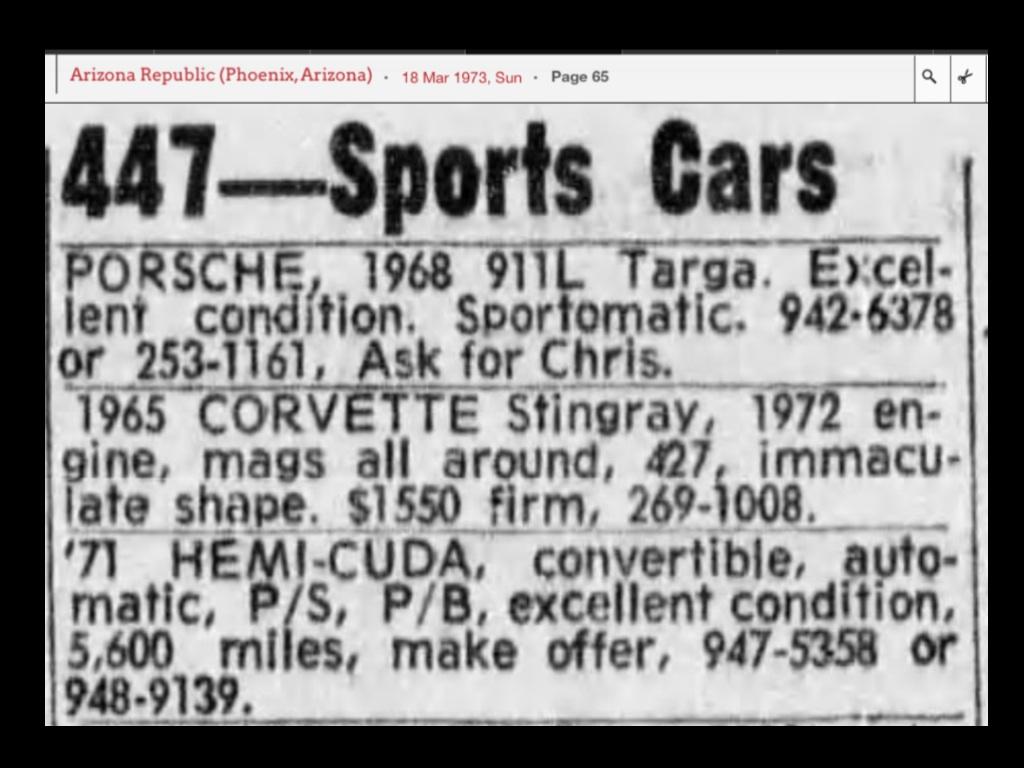 Arizona Republic (Phoenix, Arizona) · 18 Mar 1973, Sun · Page 65
447—Sports Cars
PORSCHE, 1968 911L Targa. Excel-
lent condition. Sportomatic. 942-6378
or 253-1161, Ask for Chris.
1965 CORVETTE Stingray, 1972 en-
gine, mags all around, 427, immacu-
late shape. $1550 firm, 269-1008.
'71 HEMI-CUDA, convertible, auto-
matic, P/S, P/B, excellent condition,
5,600 miles, make offer, 947-5358 or
948-9139.